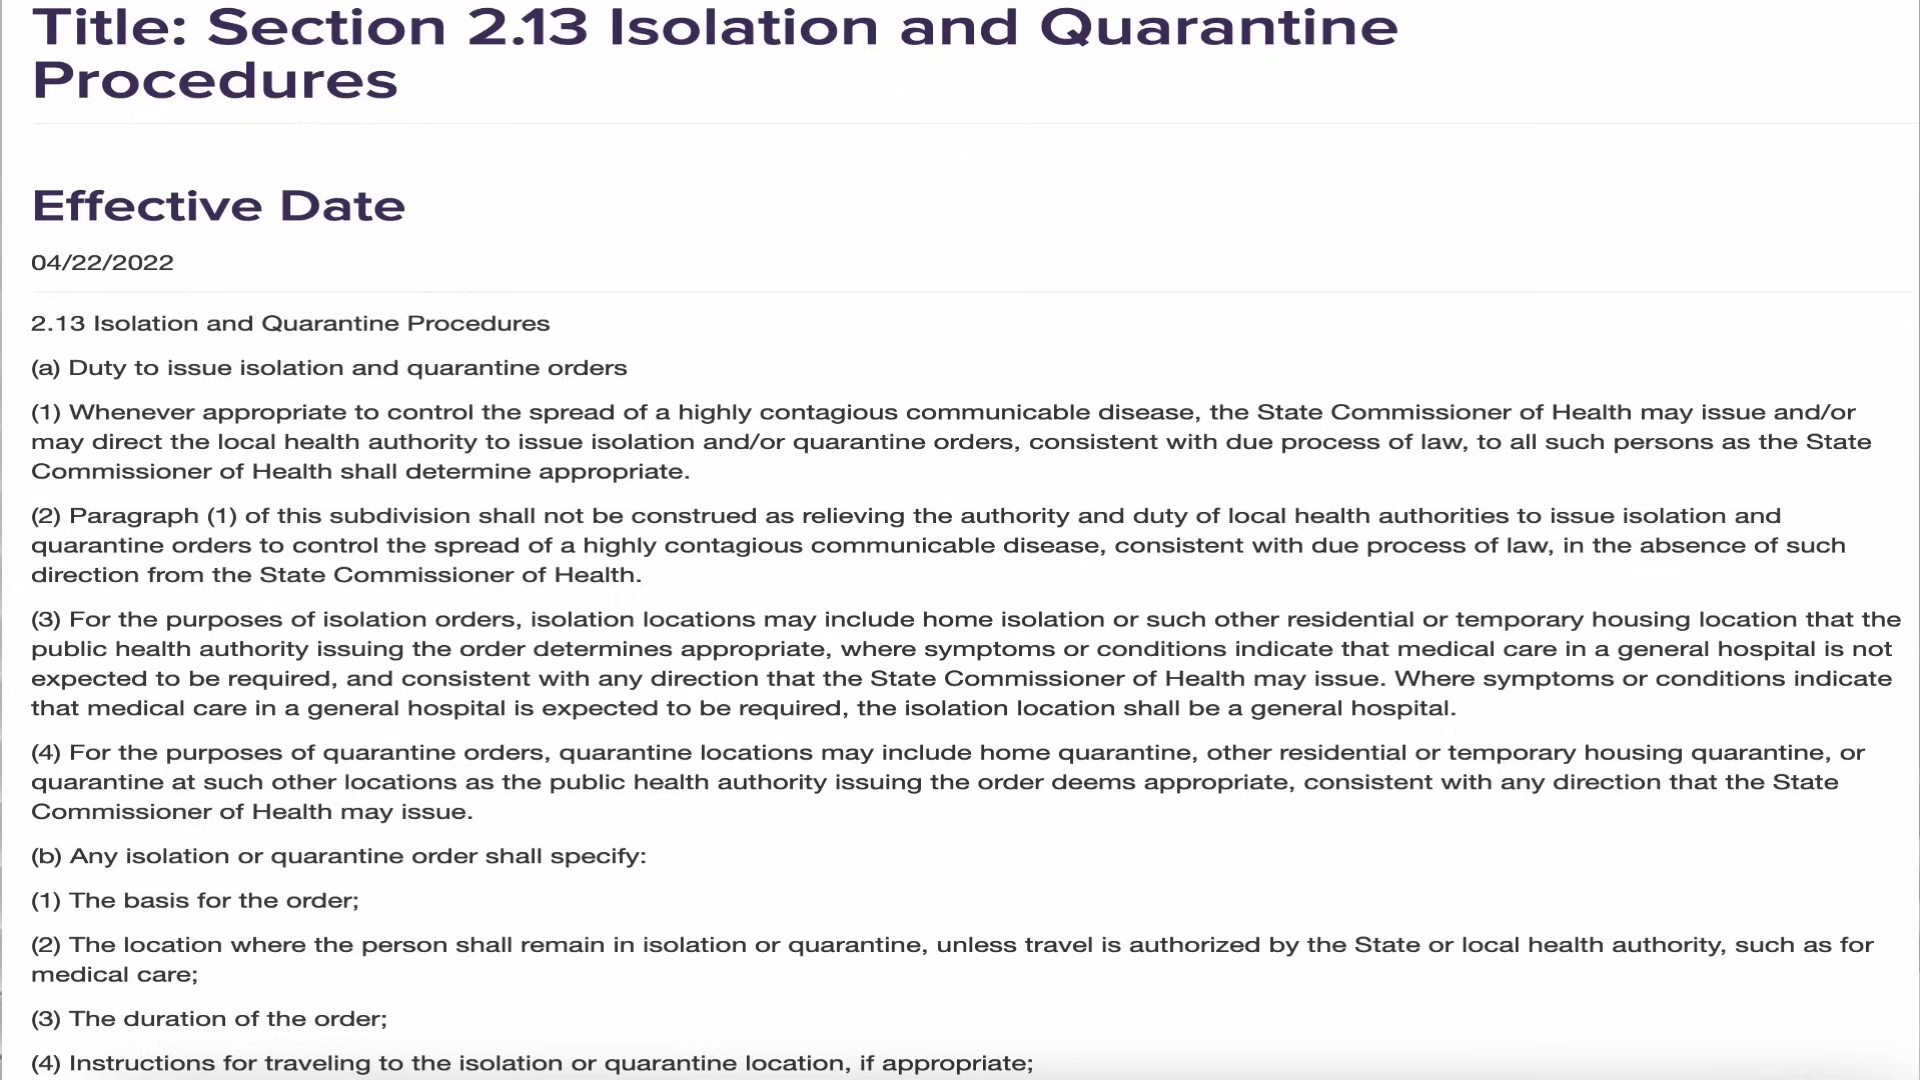 Title: Section 2.13 Isolation and Quarantine
Procedures
Effective Date
04/22/2022
2.13 Isolation and Quarantine Procedures
(a) Duty to issue isolation and quarantine orders
(1) Whenever appropriate to control the spread of a highly contagious communicable disease, the State Commissioner of Health may issue and/or
may direct the local health authority to issue isolation and/or quarantine orders, consistent with due process of law, to all such persons as the State
Commissioner of Health shall determine appropriate.
(2) Paragraph (1) of this subdivision shall not be construed as relieving the authority and duty of local health authorities to issue isolation and
quarantine orders to control the spread of a highly contagious communicable disease, consistent with due process of law, in the absence of such
direction from the State Commissioner of Health.
(3) For the purposes of isolation orders, isolation locations may include home isolation or such other residential or temporary housing location that the
public health authority issuing the order determines appropriate, where symptoms or conditions indicate that medical care in a general hospital is not
expected to be required, and consistent with any direction that the State Commissioner of Health may issue. Where symptoms or conditions indicate
that medical care in a general hospital is expected to be required, the isolation location shall be a general hospital.
(4) For the purposes of quarantine orders, quarantine locations may include home quarantine, other residential or temporary housing quarantine, or
quarantine at such other locations as the public health authority issuing the order deems appropriate, consistent with any direction that the State
Commissioner of Health may issue.
(b) Any isolation or quarantine order shall specify:
(1) The basis for the order;
(2) The location where the person shall remain in isolation or quarantine, unless travel is authorized by the State or local health authority, such as for
medical care;
(3) The duration of the order;
(4) Instructions for traveling to the isolation or quarantine location, if appropriate;